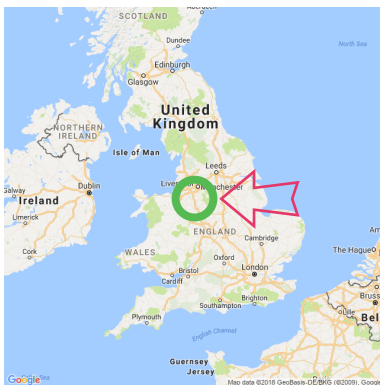 SCOTLAND
Dundee
Edinburgh
Glasgow
North Sea
United
Kingdom
NORTHERN
IRELAND
Isle of Man
Leeds
Galway
Dublin
Ireland
Limerick
Cork
WALES
ENGLAND
Cambridge
Oxford
London
Bristol
Cardiff
The Hague
Southampton
Brighton
Plymouth
Lille
Bel
English Channel
Guernsey
Jersey
Google
Map data ©2018 GeoBasis-DE/BKG (©2009), Google